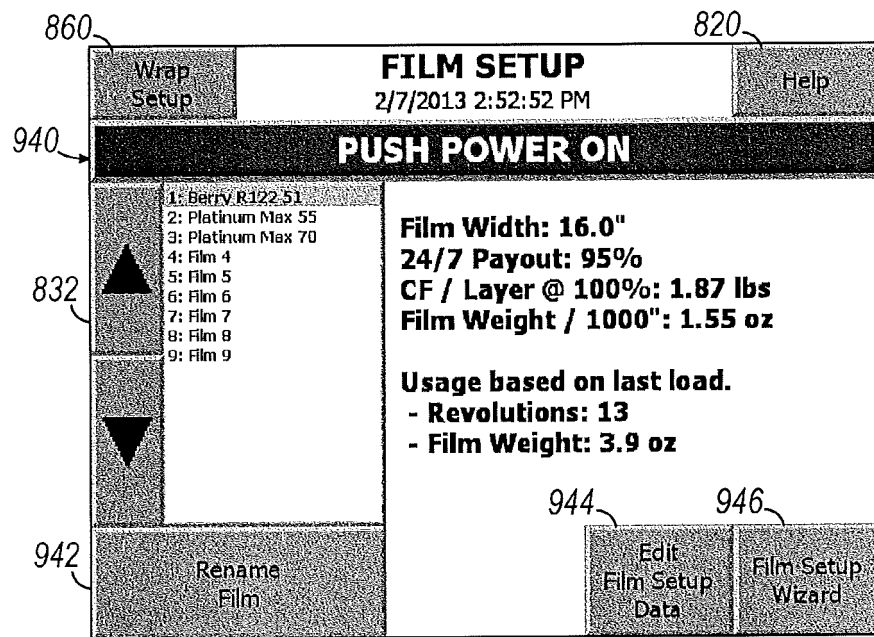 860
820
Wrap
Setup
FILM SETUP
2/7/2013 2:52:52 PM
Help
940
PUSH POWER ON
1: Berry R122 51
2: Platinum Max 55
3: Platinum Max 70
4: Film 4
5: Film 5
6: Film 6
7: Film 7
8: Film 8
9: Film 9
832
Film Width: 16.0"
24/7 Payout: 95%
CF / Layer @ 100%: 1.87 lbs
Film Weight / 1000": 1.55 oz
Usage based on last load.
- Revolutions: 13
- Film Weight: 3.9 oz
944
946
942
Rename
Film
Edit
Film Setup
Data
Film Setup
Wizard